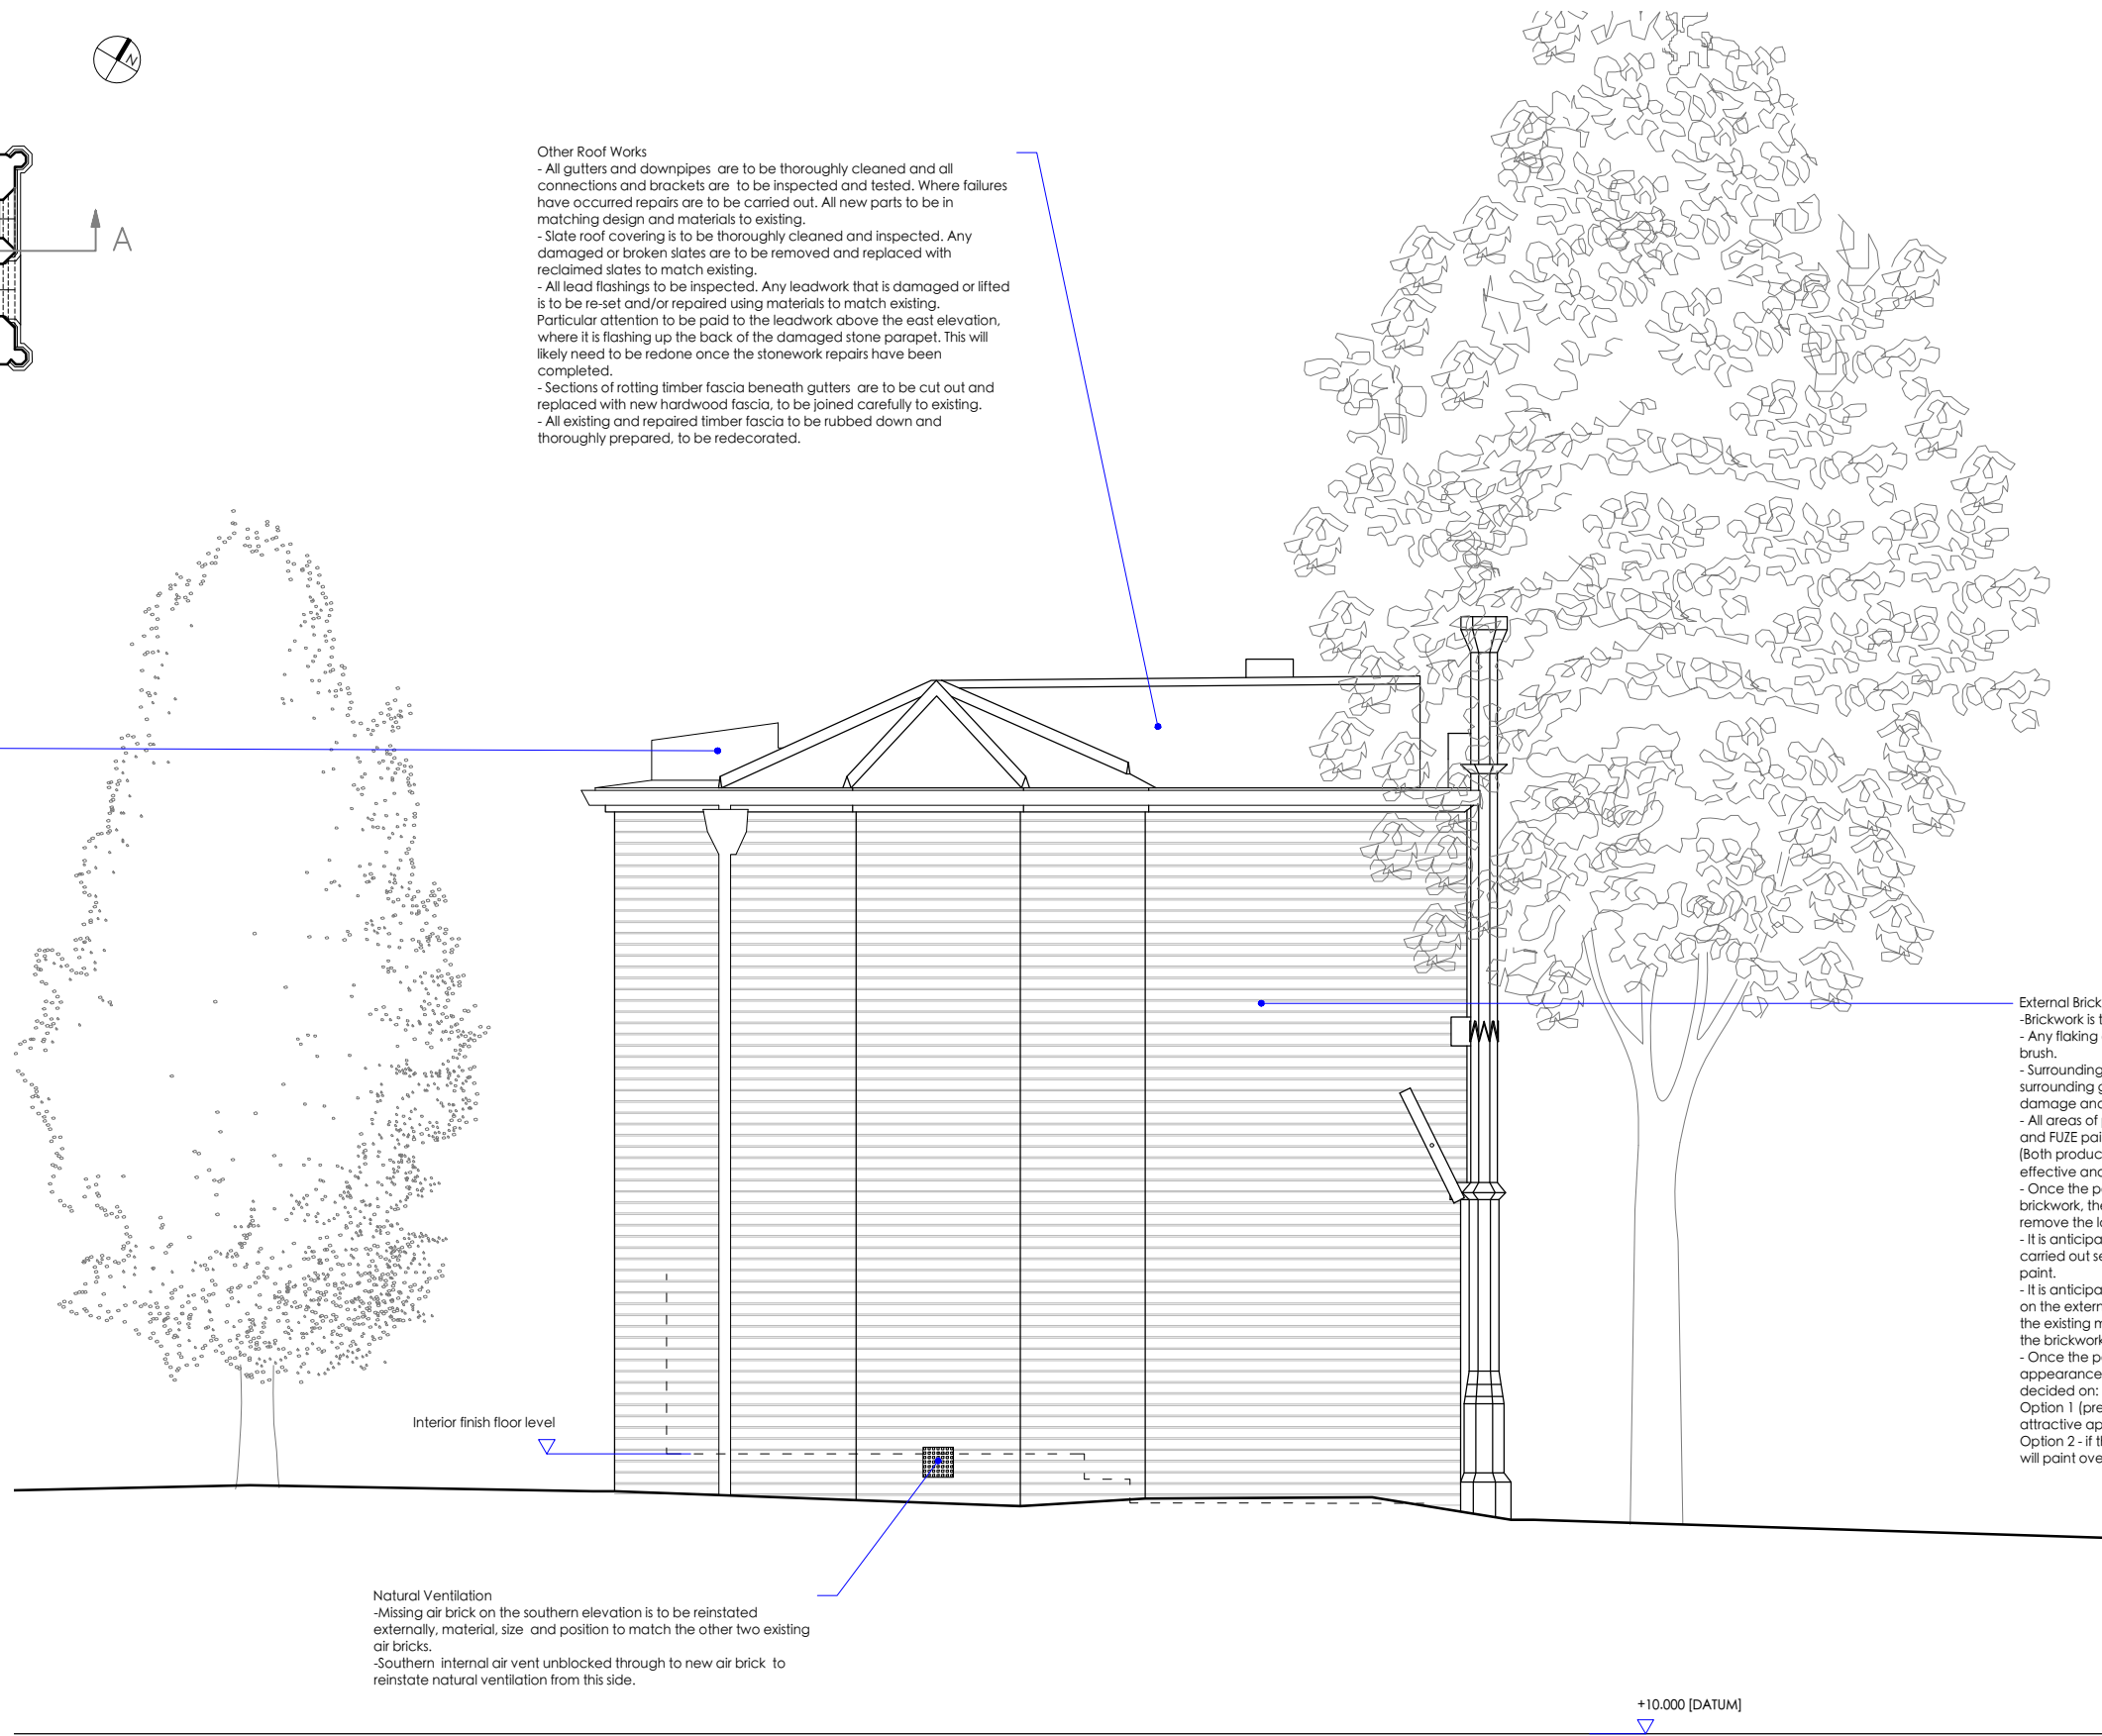 N
A
Other Roof Works
- All gutters and downpipes are to be thoroughly cleaned and all
connections and brackets are to be inspected and tested. Where failures
have occurred repairs are to be carried out. All new parts to be in
matching design and materials to existing.
- Slate roof covering is to be thoroughly cleaned and inspected. Any
damaged or broken slates are to be removed and replaced with
reclaimed slates to match existing.
- All lead flashings to be inspected. Any leadwork that is damaged or lifted
is to be re-set and/or repaired using materials to match existing.
Particular attention to be paid to the leadwork above the east elevation,
where it is flashing up the back of the damaged stone parapet. This will
likely need to be redone once the stonework repairs have been
completed.
- Sections of rotting timber fascia beneath gutters are to be cut out and
replaced with new hardwood fascia, to be joined carefully to existing.
- All existing and repaired timber fascia to be rubbed down and
thoroughly prepared, to be redecorated.
External Brick
-Brickwork is t
- Any flaking
brush.
- Surrounding
surrounding g
damage and
- All areas of
and FUZE pai
(Both produc
effective and
- Once the p
brickwork, the
remove the l
- It is anticipa
carried out se
paint.
- It is anticipa
on the extern
the existing m
the brickwork
- Once the p
appearance
decided on:
Option 1 (pre
attractive ap
Option 2 - if t
will paint ove
Interior finish floor level
Natural Ventilation
-Missing air brick on the southern elevation is to be reinstated
externally, material, size and position to match the other two existing
air bricks.
-Southern internal air vent unblocked through to new air brick to
reinstate natural ventilation from this side.
+10.000 [DATUM]